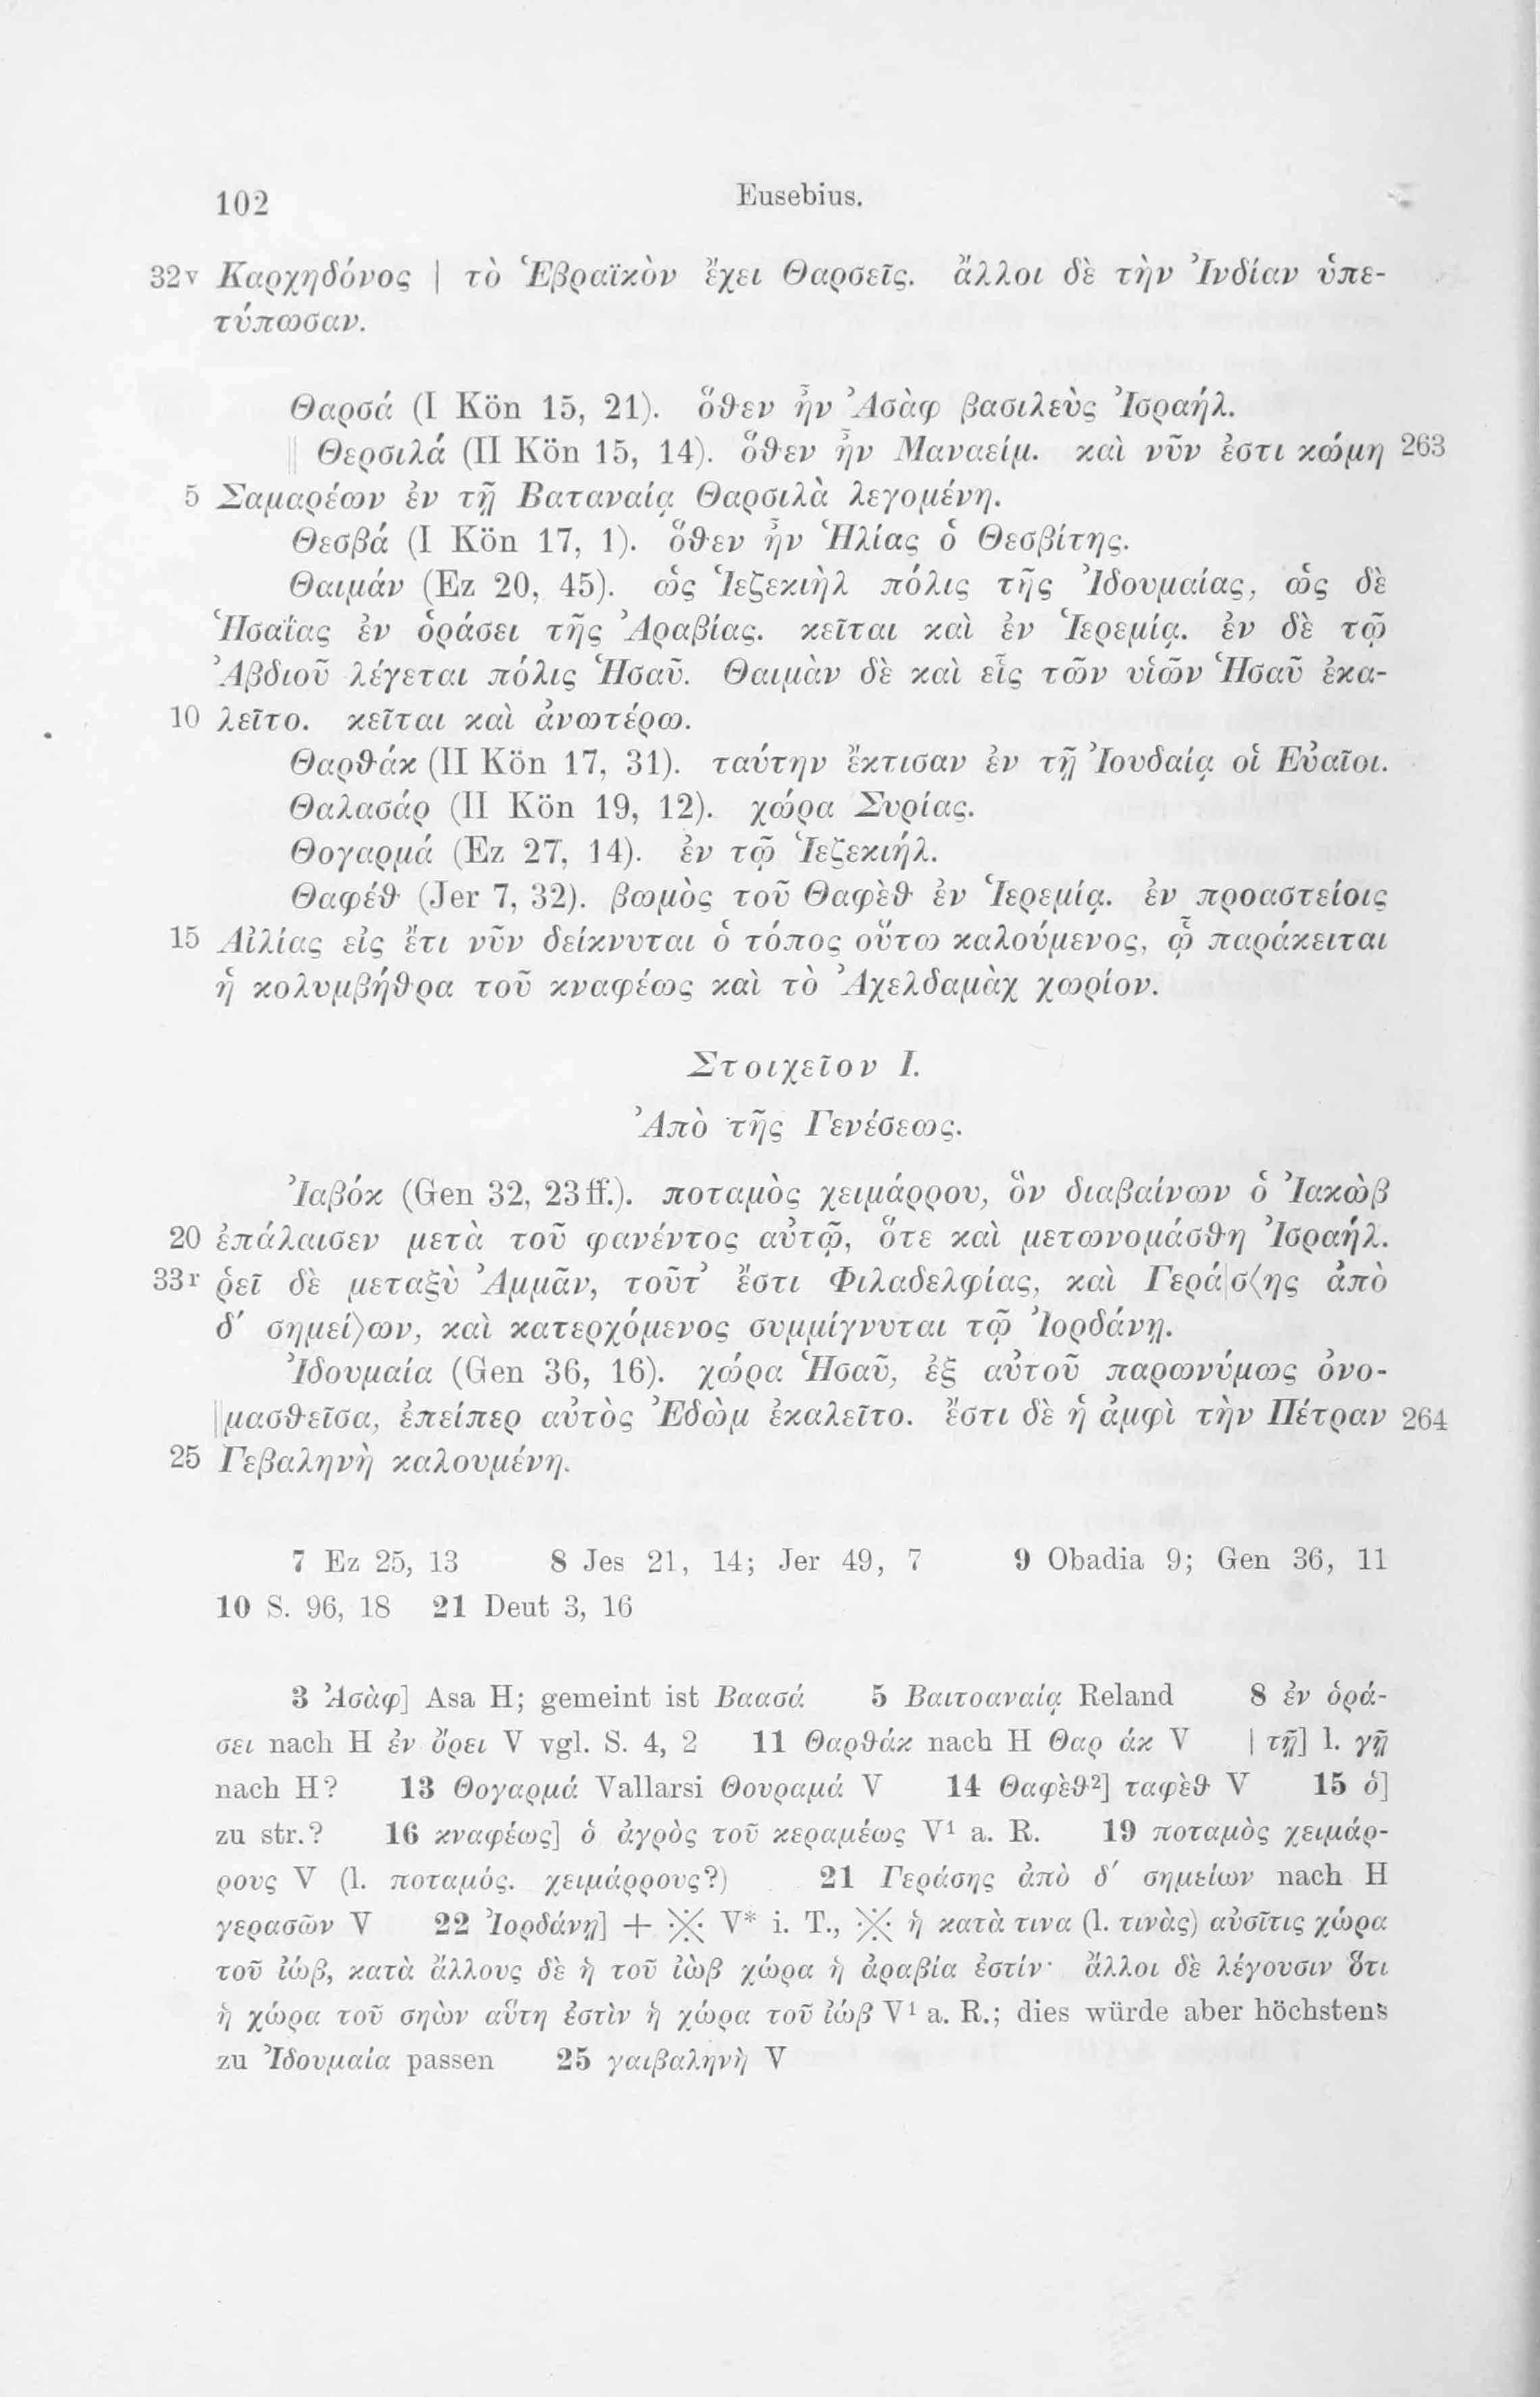 102 Eusebius.
32v Καρχηδόνος | τὸ Ἑβραϊκὸν ἔχει Θαρσεῖς. ἄλλοι δὲ τὴν Ἰνδίαν ὑπε-
τύπωσαν.
Θαρσά (I Kön 15, 21). ὅθεν ἦν Ἀσὰφ βασιλεὺς Ἰσραήλ.
‖ Θερσιλά (II Kön 15, 14). ὅθεν ἦν Μαναείμ. καὶ νῦν ἐστι κώμη 263
5 Σαμαρέων ἐν τῇ Βαταναίᾳ Θαρσιλὰ λεγομένη.
Θεσβά (I Kön 17, 1). ὅθεν ἦν Ἡλίας ὁ Θεσβίτης.
Θαιμάν (Ez 20, 45). ὡς Ἰεζεκιὴλ πόλις τῆς Ἰδουμαίας, ὡς δὲ
Ἡσαΐας ἐν ὁράσει τῆς Ἀραβίας. κεῖται καὶ ἐν Ἱερεμίᾳ. ἐν δὲ τῷ
Ἀβδιοῦ λέγεται πόλις Ἡσαῦ. Θαιμὰν δὲ καὶ εἷς τῶν υἱῶν Ἡσαῦ ἐκα-
10 λεῖτο. κεῖται καὶ ἀνωτέρω.
Θαρθάκ (II Kön 17, 31). ταύτην ἔκτισαν ἐν τῇ Ἰουδαίᾳ οἱ Εὐαῖοι.
Θαλασάρ (II Kön 19, 12). χώρα Συρίας.
Θογαρμά (Ez 27, 14). ἐν τῷ Ἰεζεκιήλ.
Θαφέθ (Jer 7, 32). βωμὸς τοῦ Θαφὲθ ἐν Ἱερεμίᾳ. ἐν προαστείοις
15 Αἰλίας εἰς ἔτι νῦν δείκνυται ὁ τόπος οὕτω καλούμενος, ᾧ παράκειται
ἡ κολυμβήθρα τοῦ κναφέως καὶ τὸ Ἀχελδαμὰχ χωρίον.
Στοιχεῖον Ι.
Ἀπὸ τῆς Γενέσεως.
Ἰαβόκ (Gen 32, 23ff.). ποταμὸς χειμάρρου, ὃν διαβαίνων ὁ Ἰακὼβ
20 ἐπάλαισεν μετὰ τοῦ φανέντος αὐτῷ, ὅτε καὶ μετωνομάσθη Ἰσραήλ.
33r ῥεῖ δὲ μεταξὺ Ἀμμᾶν, τοῦτ’ ἔστι Φιλαδελφίας, καὶ Γερά|σ⟨ης ἀπὸ
δ′ σημεί⟩ων, καὶ κατερχόμενος συμμίγνυται τῷ Ἰορδάνῃ.
Ἰδουμαία (Gen 36, 16). χώρα Ἡσαῦ, ἐξ αὐτοῦ παρωνύμως ὀνο-
‖μασθεῖσα, ἐπείπερ αὐτὸς Ἐδὼμ ἐκαλεῖτο. ἔστι δὲ ἡ ἀμφὶ τὴν Πέτραν 264
25 Γεβαληνὴ καλουμένη.
7 Ez 25, 13 8 Jes 21, 14; Jer 49, 7 9 Obadia 9; Gen 36, 11
10 S. 96, 18 21 Deut 3, 16
3 Ἀσὰφ] Asa H; gemeint ist Βαασά 5 Βαιτοαναίᾳ Reland 8 ἐν ὁρά-
σει nach H ἐν ὄρει V vgl. S. 4, 2 11 Θαρθάκ nach H Θαρ άκ V | τῇ] l. γῇ
nach H? 13 Θογαρμά Vallarsi Θουραμά V 14 Θαφὲθ²] ταφὲθ V 15 ὁ]
zu str.? 16 κναφέως] ὁ ἀγρὸς τοῦ κεραμέως V¹ a. R. 19 ποταμὸς χειμάρ-
ρους V (l. ποταμός. χειμάρρους?) 21 Γεράσης ἀπὸ δ′ σημείων nach H
γερασῶν V 22 Ἰορδάνῃ] + ※ V* i. T., ※ ἡ κατὰ τινα (l. τινὰς) αὐσῖτις χώρα
τοῦ ἰώβ, κατὰ ἄλλους δὲ ἡ τοῦ ἰὼβ χώρα ἡ ἀραβία ἐστίν· ἄλλοι δὲ λέγουσιν ὅτι
ἡ χώρα τοῦ σηὼν αὕτη ἐστὶν ἡ χώρα τοῦ ἰώβ V¹ a. R.; dies würde aber höchstens
zu Ἰδουμαία passen 25 γαιβαληνὴ V